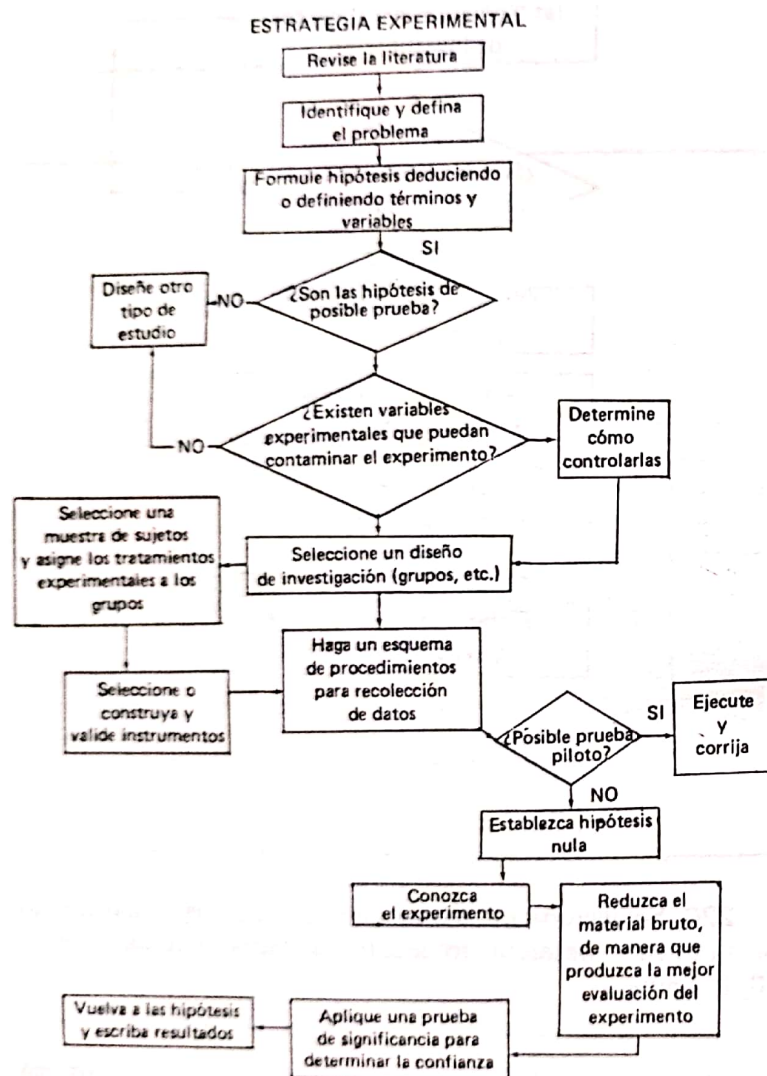 ESTRATEGIA EXPERIMENTAL
Revise la literatura
Identifique y defina
el problema
Formule hipótesis deduciendo
o definiendo términos y
variables
SI
¿Son las hipótesis de
posible prueba?
NO
Diseñe otro
tipo de
estudio
¿Existen variables
experimentales que puedan
contaminar el experimento?
NO
Determine
cómo
controlarlas
Seleccione una
muestra de sujetos
y asigne los tratamientos
experimentales a los
grupos
Seleccione un diseño
de investigación (grupos, etc.)
Haga un esquema
de procedimientos
para recolección
de datos
Seleccione o
construya y
valide instrumentos
¿Posible prueba
piloto?
SI
Ejecute
y
corrija
NO
Establezca hipótesis
nula
Conozca
el experimento
Reduzca el
material bruto,
de manera que
produzca la mejor
evaluación del
experimento
Aplique una prueba
de significancia para
determinar la confianza
Vuelva a las hipótesis
y escriba resultados